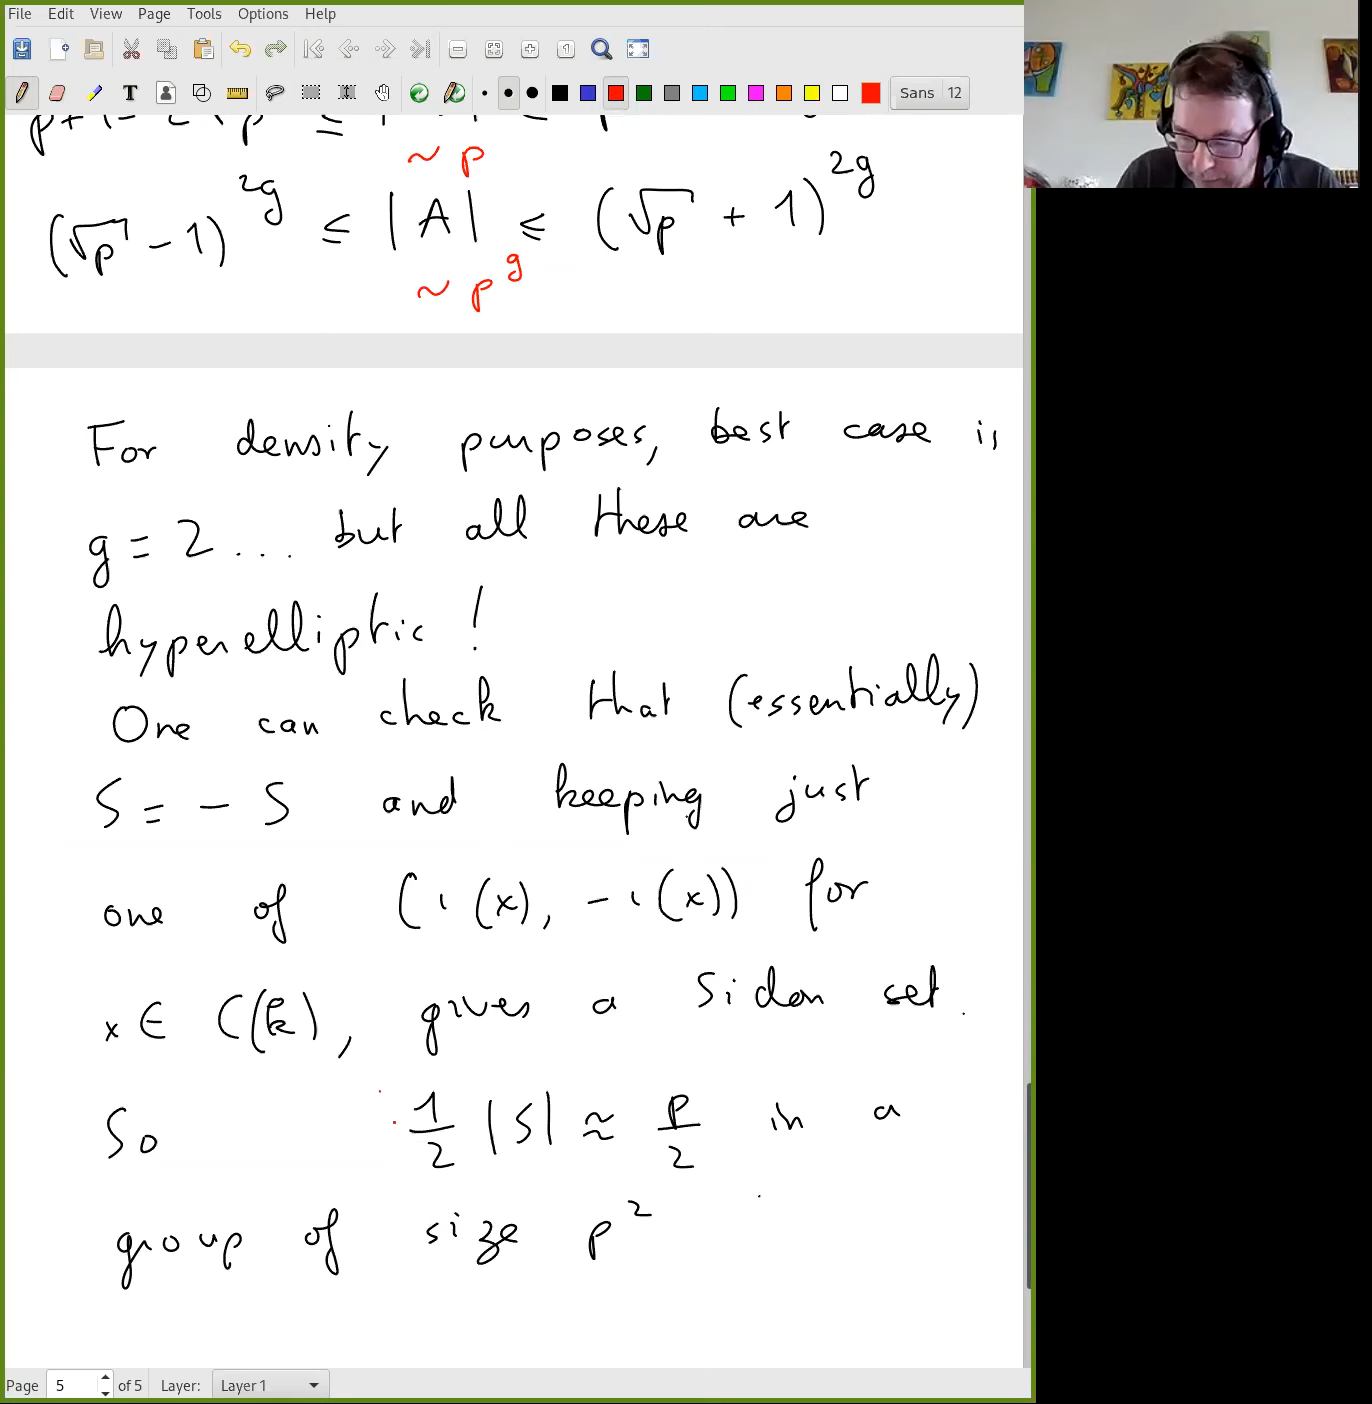 File Edit View Page Tools Options Help
Sans 12
~ p
(√p - 1)^{2g} ≤ |A| ≤ (√p + 1)^{2g}
~ p^g
For density purposes, best case is
g = 2 ... but all these are
hyperelliptic !
One can check that (essentially)
S = - S and keeping just
one of (ι(x), -ι(x)) for
x ∈ C(k), gives a Sidon set.
So 1/2 |S| ≈ p/2 in a
group of size p^2
Page 5 of 5 Layer: Layer 1